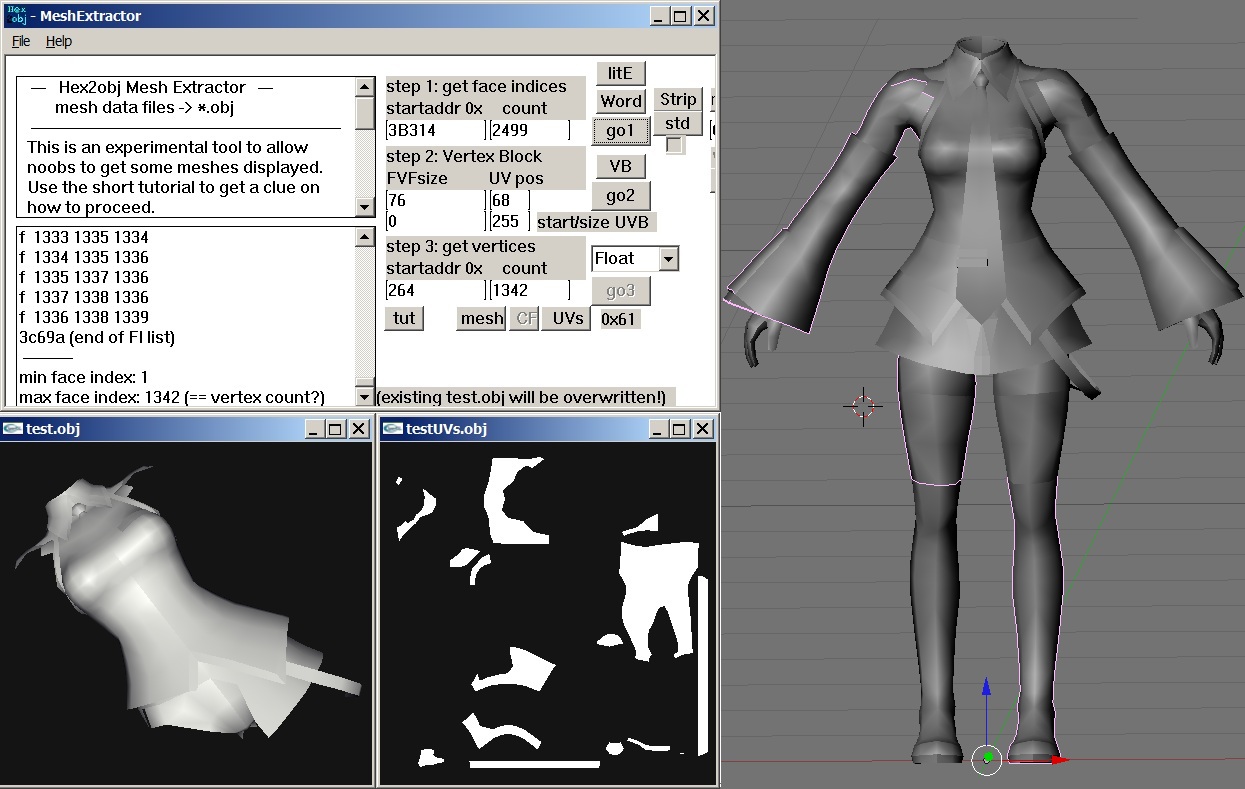 Hex
obj - MeshExtractor
File Help
— Hex2obj Mesh Extractor —
mesh data files -> *.obj
This is an experimental tool to allow
noobs to get some meshes displayed.
Use the short tutorial to get a clue on
how to proceed.
f 1333 1335 1334
f 1334 1335 1336
f 1335 1337 1336
f 1337 1338 1336
f 1336 1338 1339
3c69a (end of FI list)
min face index: 1
max face index: 1342 (== vertex count?)
step 1: get face indices
startaddr 0x count
3B314 2499
litE
Word
go1
Strip
std
step 2: Vertex Block
FVFsize UV pos
76 68
0 255 start/size UVB
VB
go2
step 3: get vertices
startaddr 0x count
264 1342
Float
go3
tut mesh CF UVs 0x61
(existing test.obj will be overwritten!)
test.obj
testUVs.obj